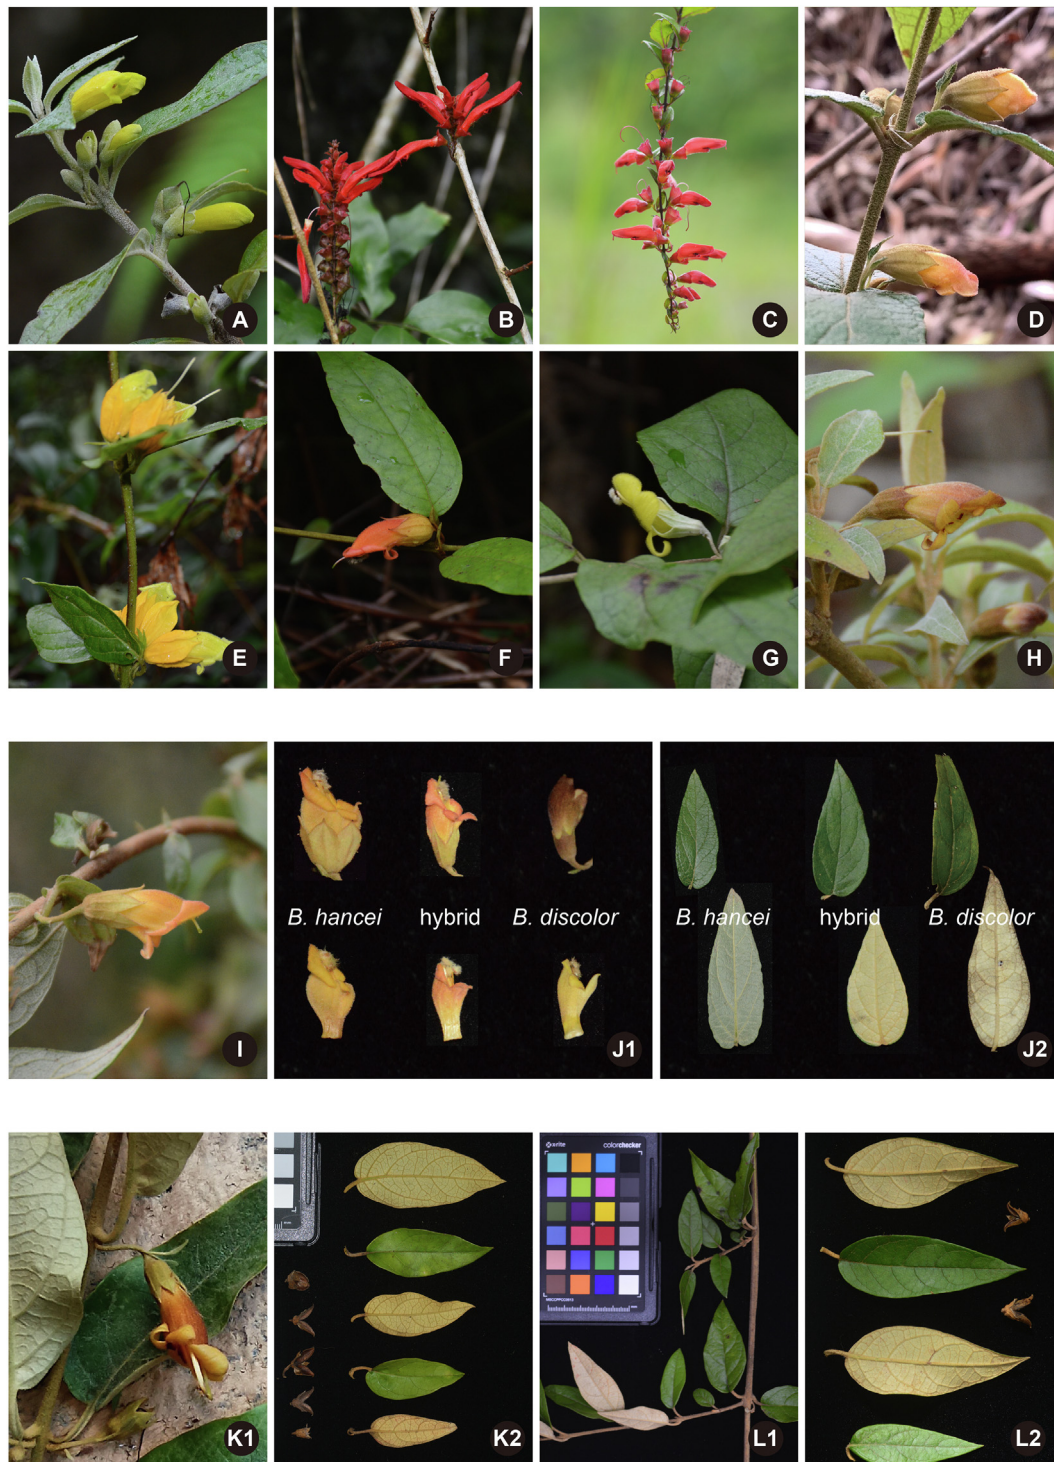 A
B
C
D
E
F
G
H
I
B. hancei hybrid B. discolor
J1
B. hancei hybrid B. discolor
J2
K1
K2
x-rite colorchecker
L1
L2